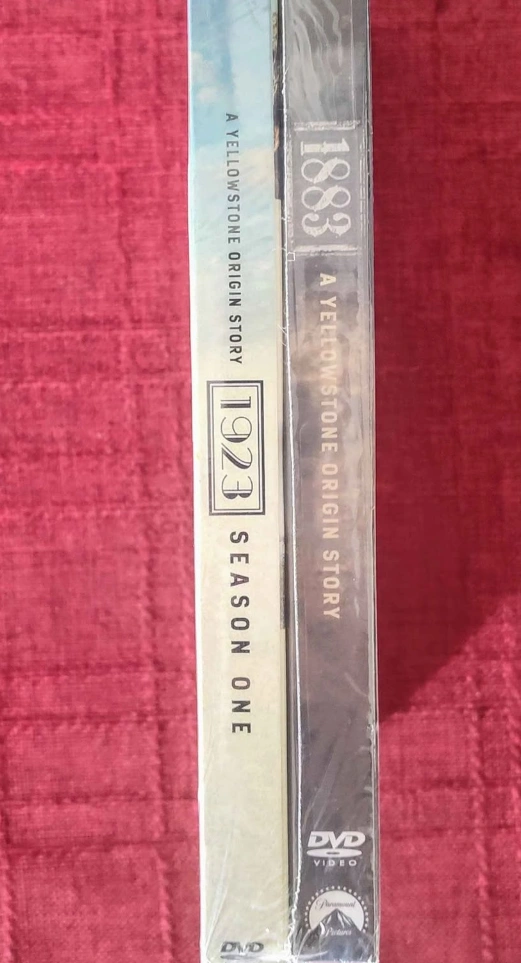 A YELLOWSTONE ORIGIN STORY
1923
SEASON ONE
DVD
1883
A YELLOWSTONE ORIGIN STORY
DVD
VIDEO
Paramount
Pictures